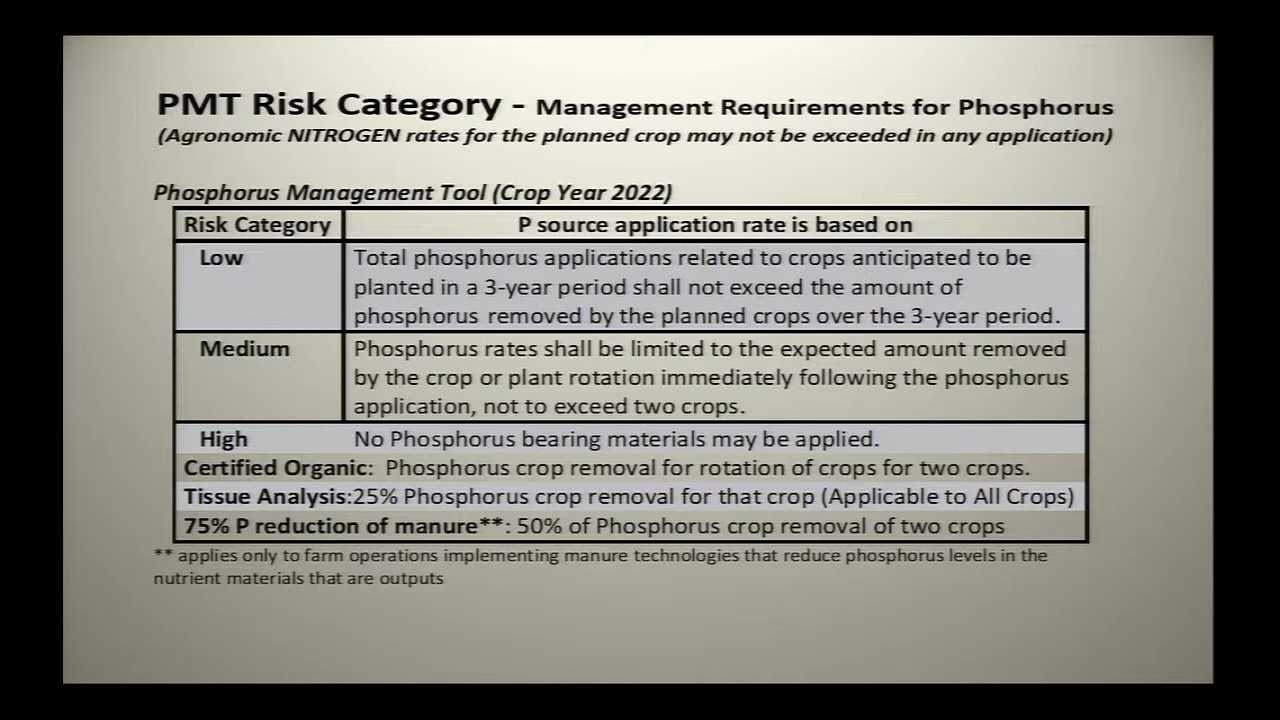 PMT Risk Category - Management Requirements for Phosphorus
(Agronomic NITROGEN rates for the planned crop may not be exceeded in any application)
Phosphorus Management Tool (Crop Year 2022)
Risk Category P source application rate is based on
Low Total phosphorus applications related to crops anticipated to be
planted in a 3-year period shall not exceed the amount of
phosphorus removed by the planned crops over the 3-year period.
Medium Phosphorus rates shall be limited to the expected amount removed
by the crop or plant rotation immediately following the phosphorus
application, not to exceed two crops.
High No Phosphorus bearing materials may be applied.
Certified Organic: Phosphorus crop removal for rotation of crops for two crops.
Tissue Analysis:25% Phosphorus crop removal for that crop (Applicable to All Crops)
75% P reduction of manure**: 50% of Phosphorus crop removal of two crops
** applies only to farm operations implementing manure technologies that reduce phosphorus levels in the
nutrient materials that are outputs